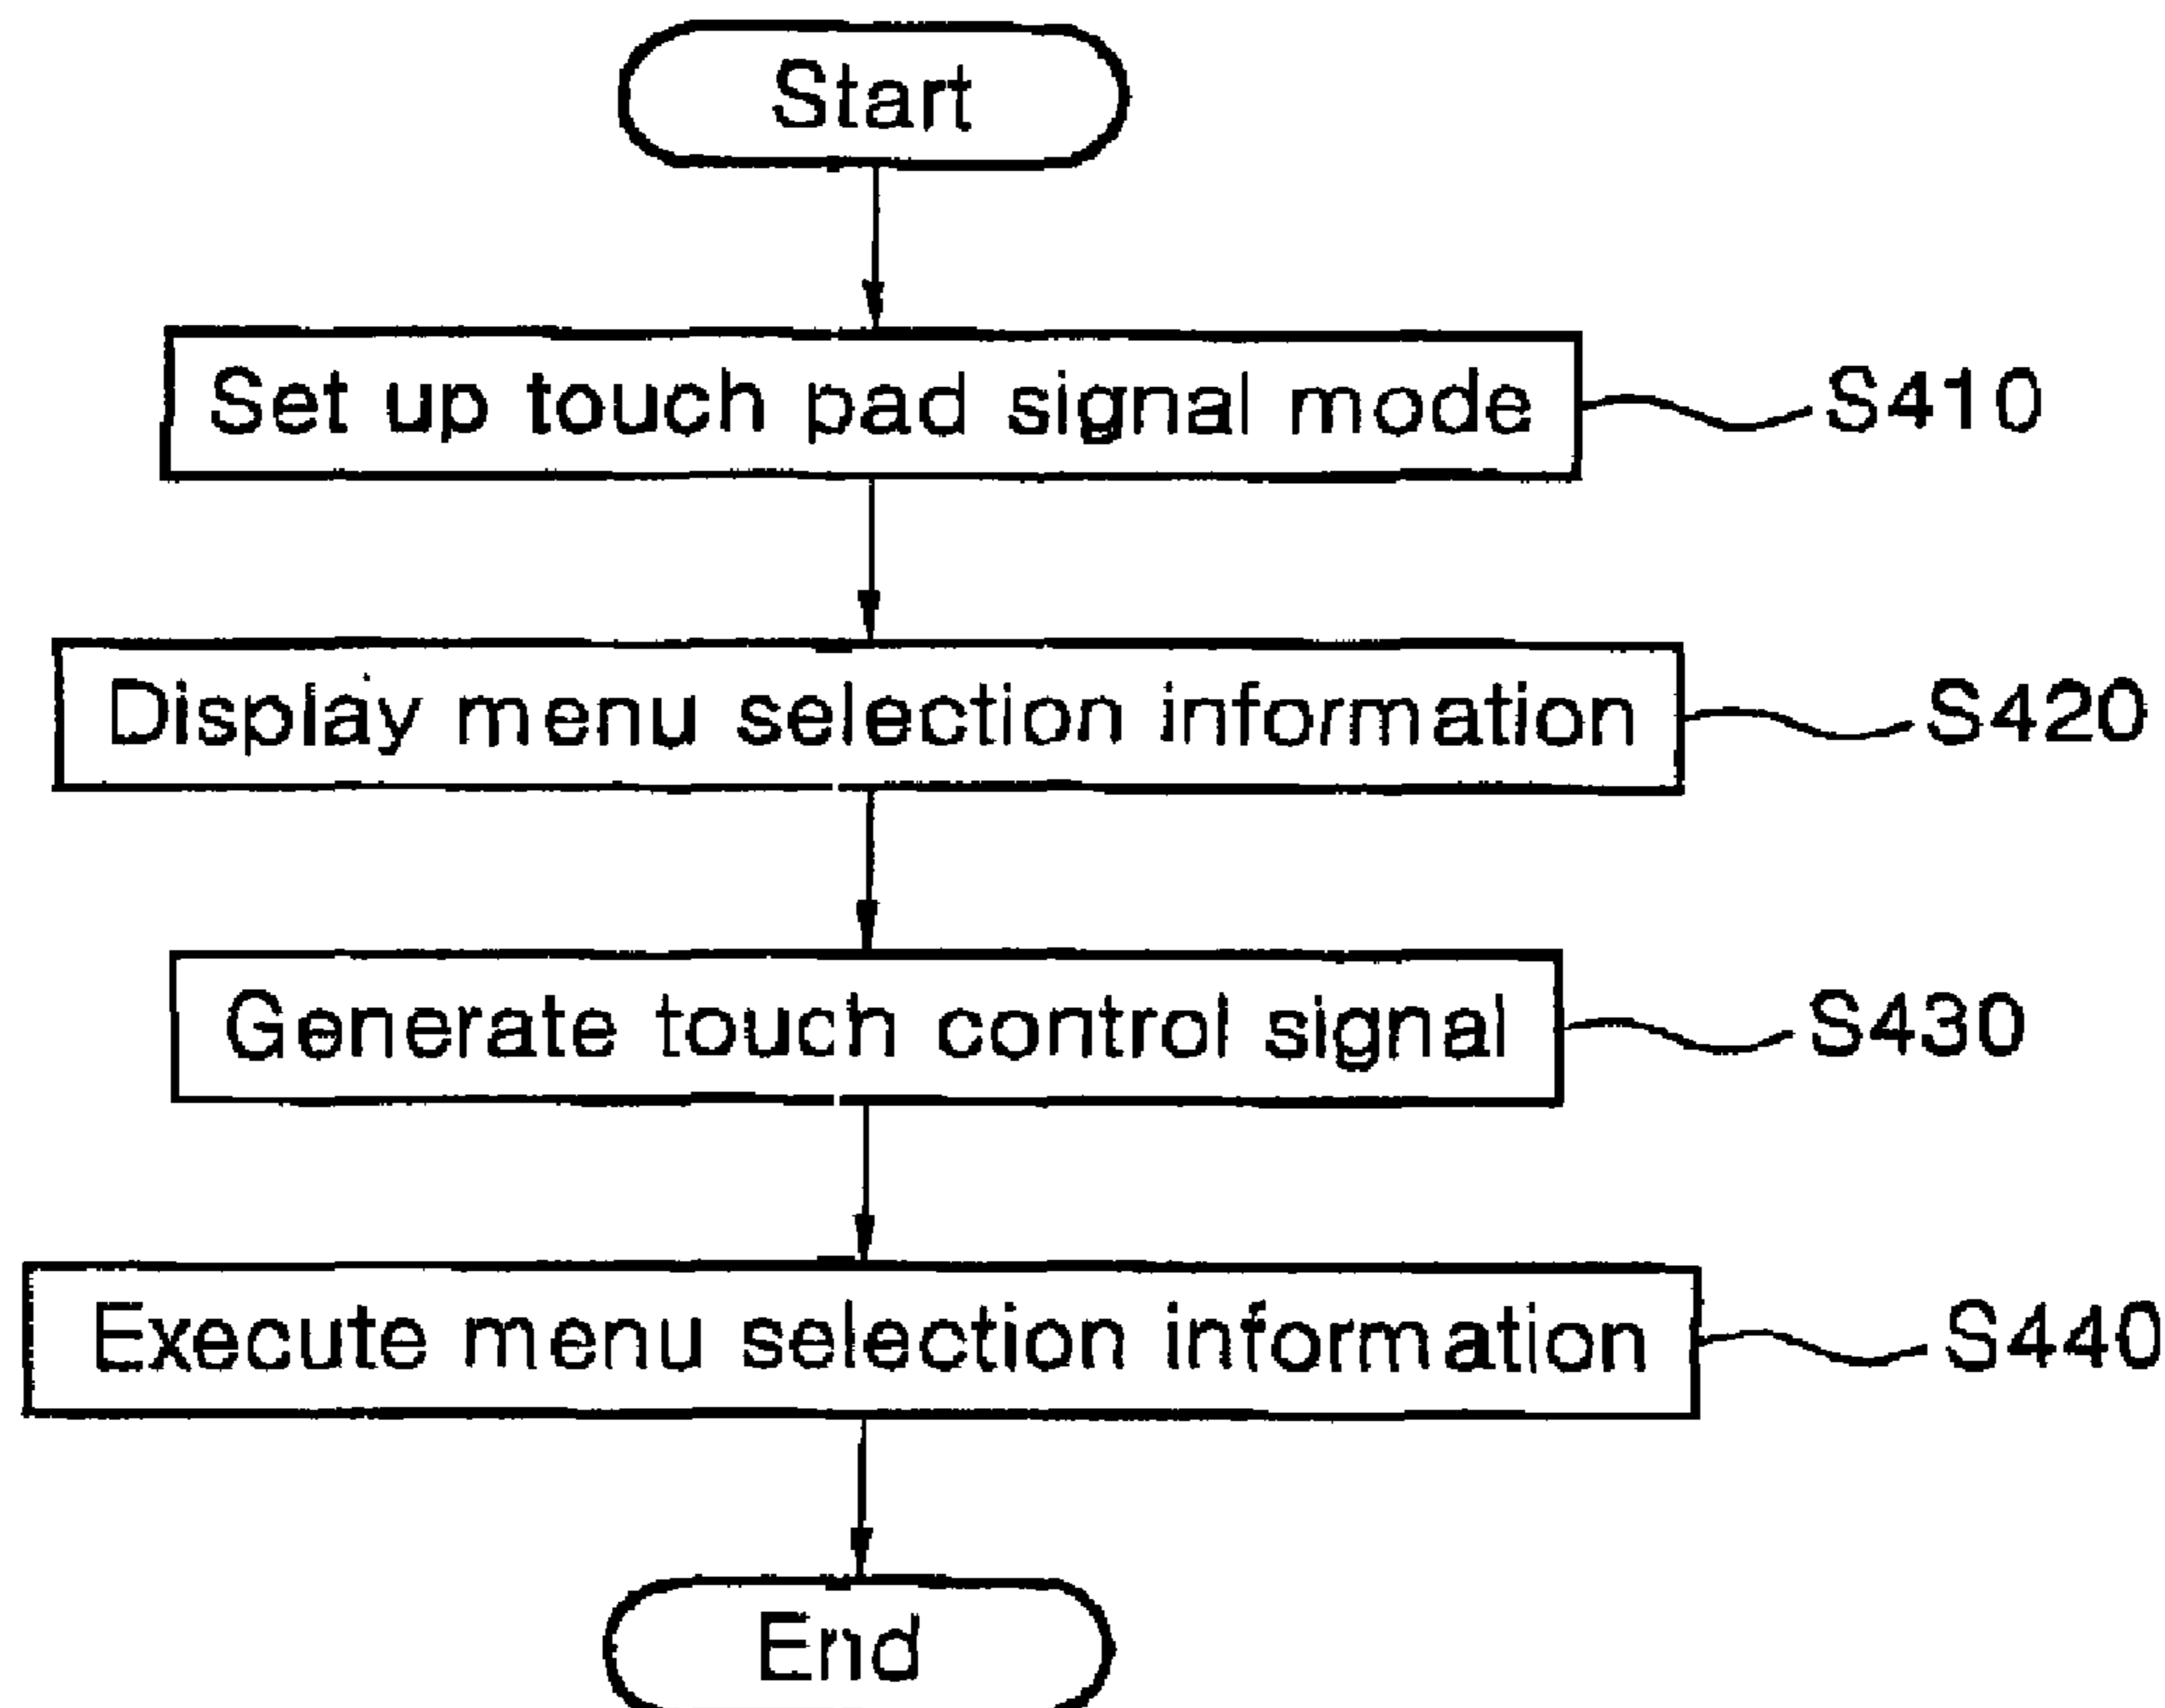 Start
Set up touch pad signal mode
S410
Display menu selection information
S420
Generate touch control signal
S430
Execute menu selection information
S440
End